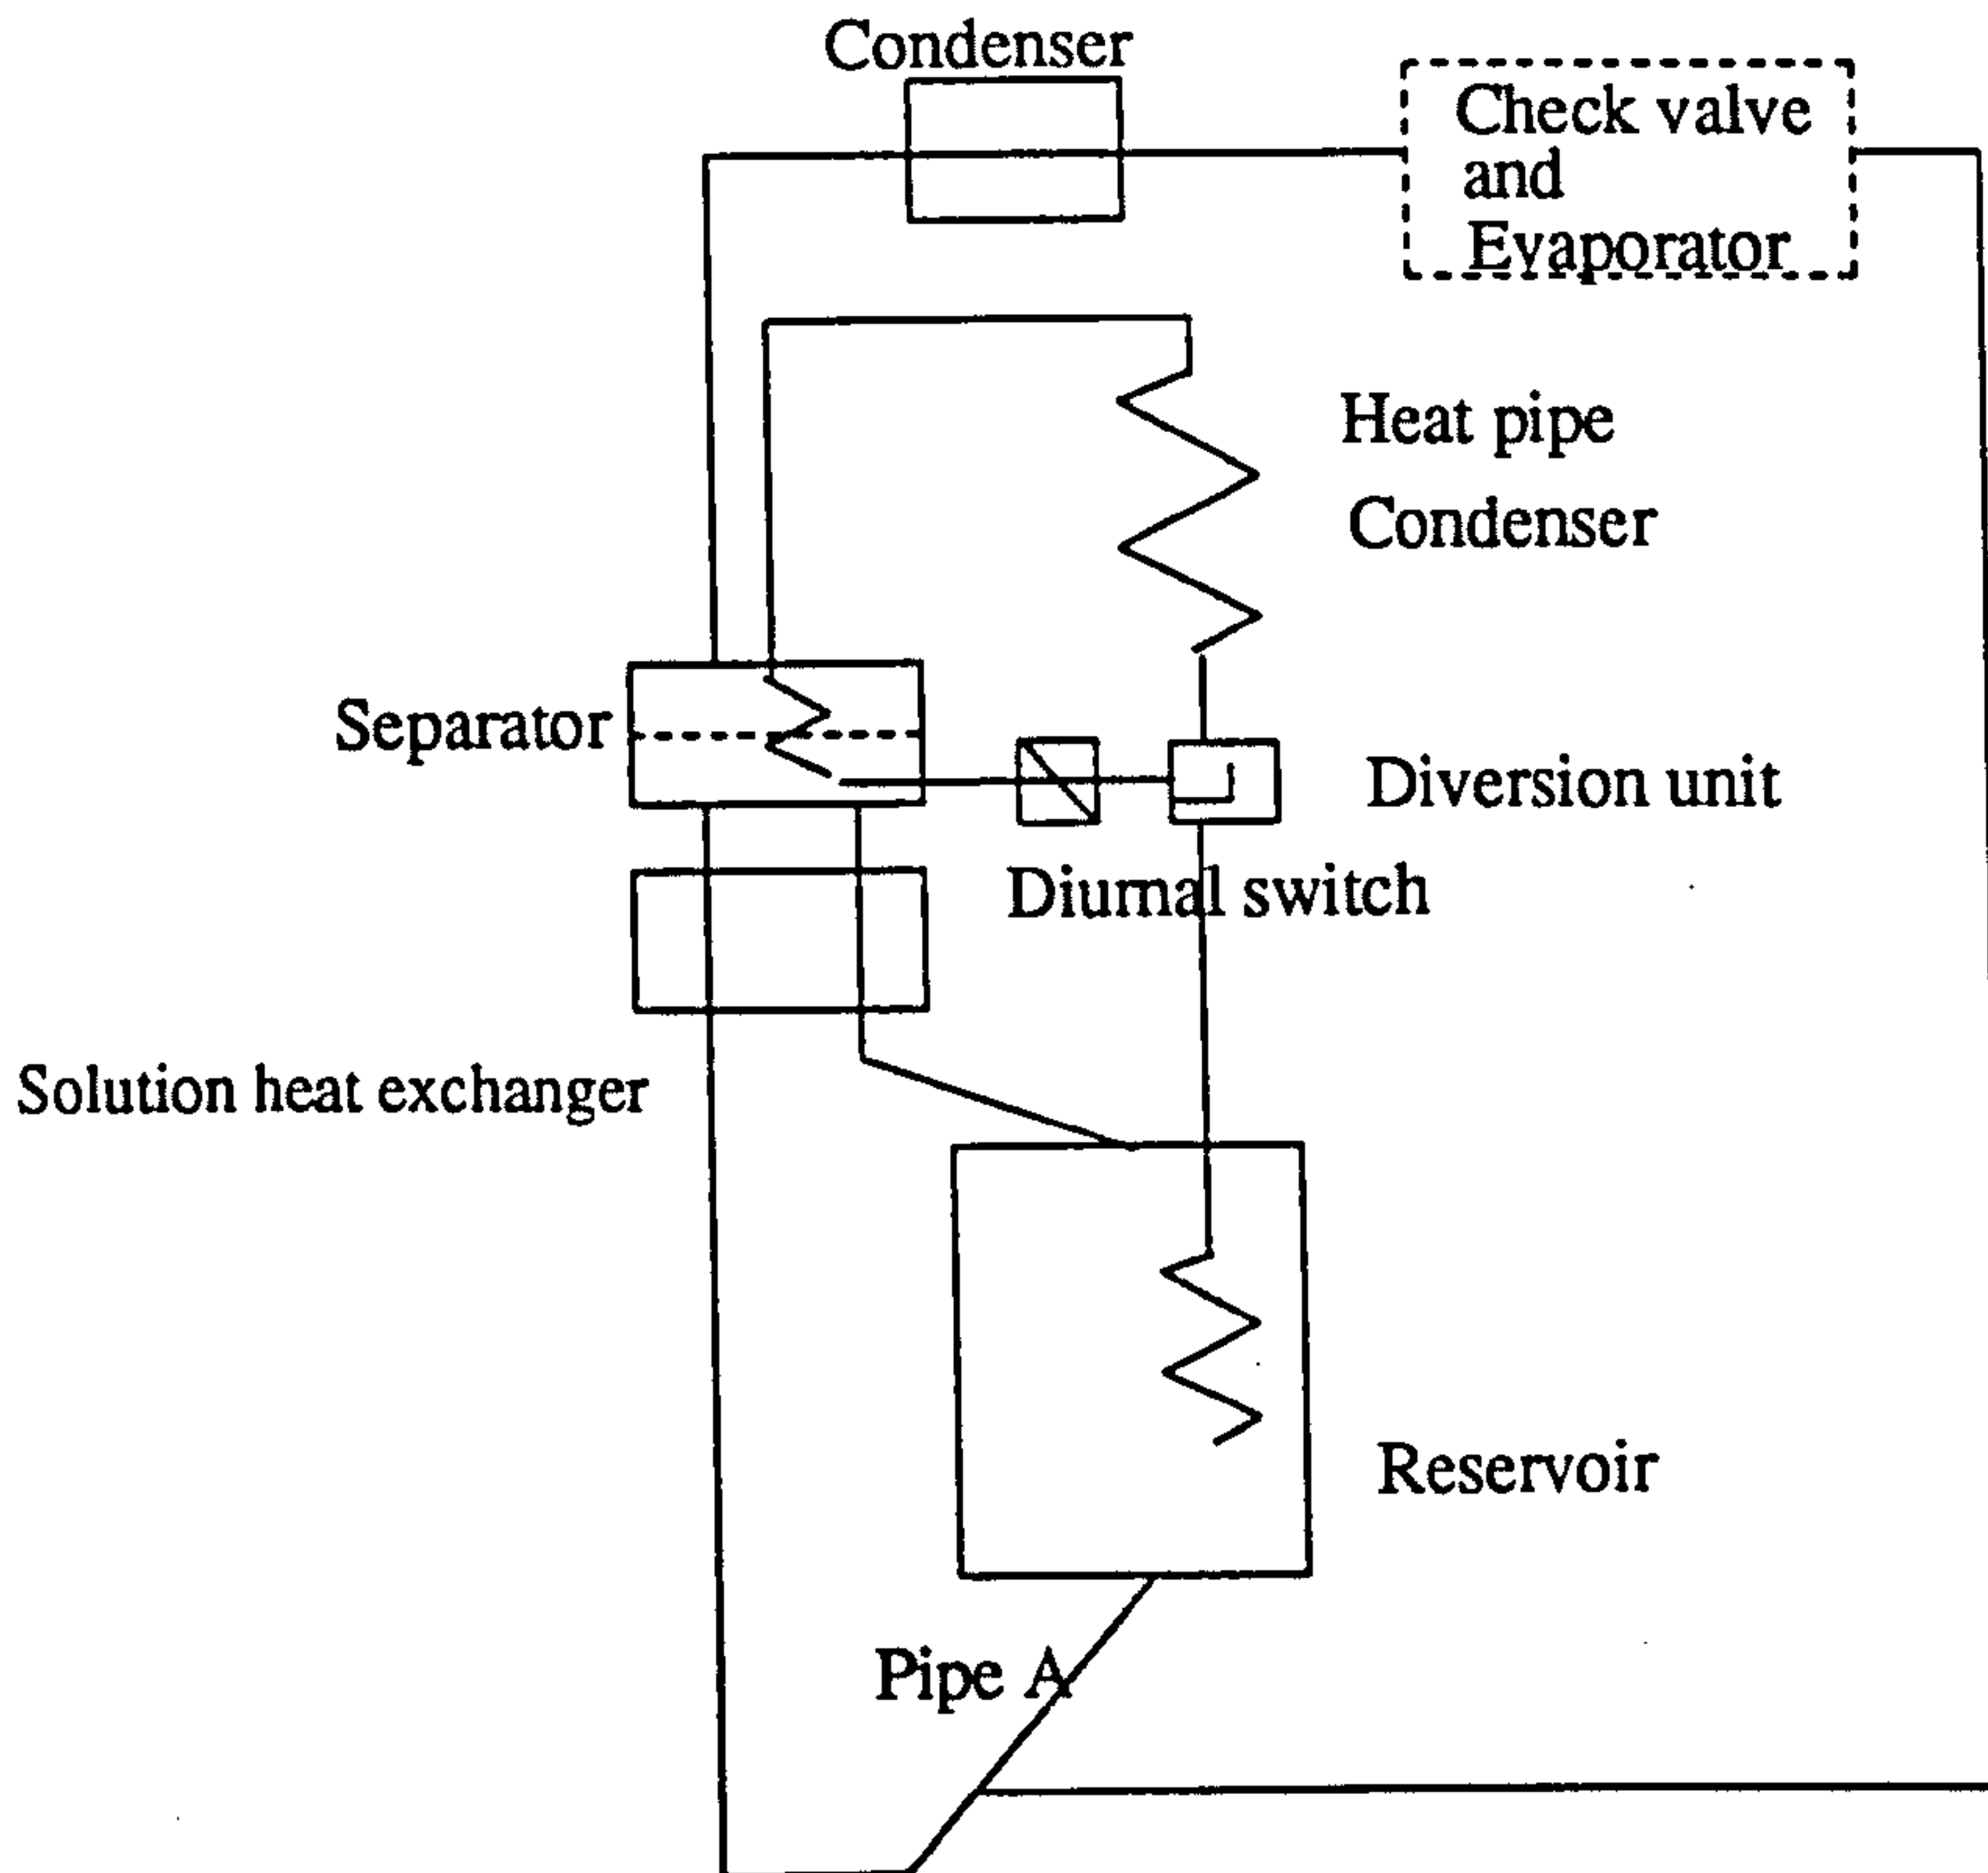 Condenser
Check valve
and
Evaporator
Heat pipe
Condenser
Separator
Diversion unit
Diurnal switch
Solution heat exchanger
Reservoir
Pipe A